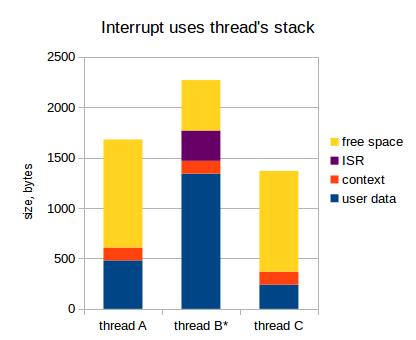 Interrupt uses thread's stack
2500
2000
1500
1000
500
0
size, bytes
thread A
thread B*
thread C
free space
ISR
context
user data